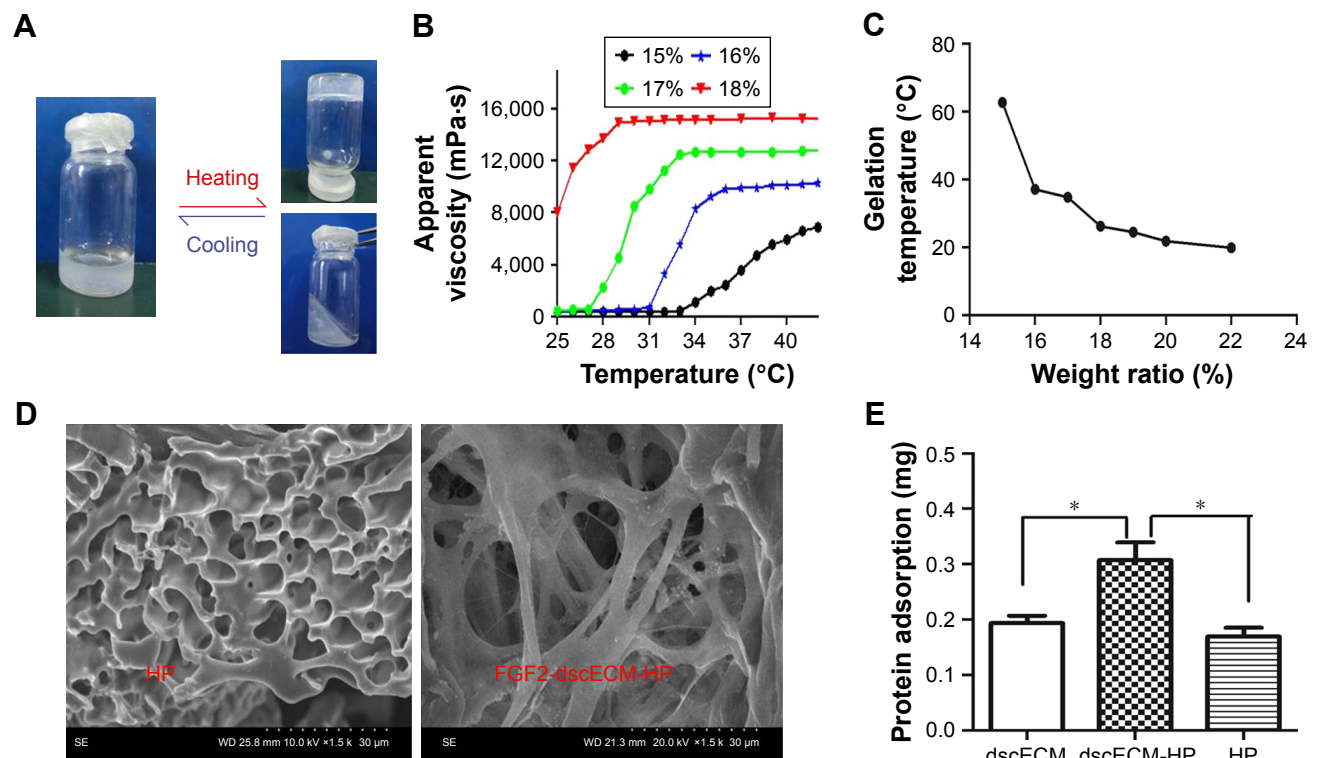 A
Heating
Cooling
B
15% 16%
17% 18%
Apparent
viscosity (mPa·s)
16,000
12,000
8,000
4,000
0
25 28 31 34 37 40
Temperature (°C)
C
Gelation
temperature (°C)
80
60
40
20
0
14 16 18 20 22 24
Weight ratio (%)
D
HP
SE WD 25.8 mm 10.0 kV ×1.5 k 30 µm
FGF2-dscECM-HP
SE WD 21.3 mm 20.0 kV ×1.5 k 30 µm
E
Protein adsorption (mg)
0.5
0.4
0.3
0.2
0.1
0.0
* *
dscECM dscECM-HP HP